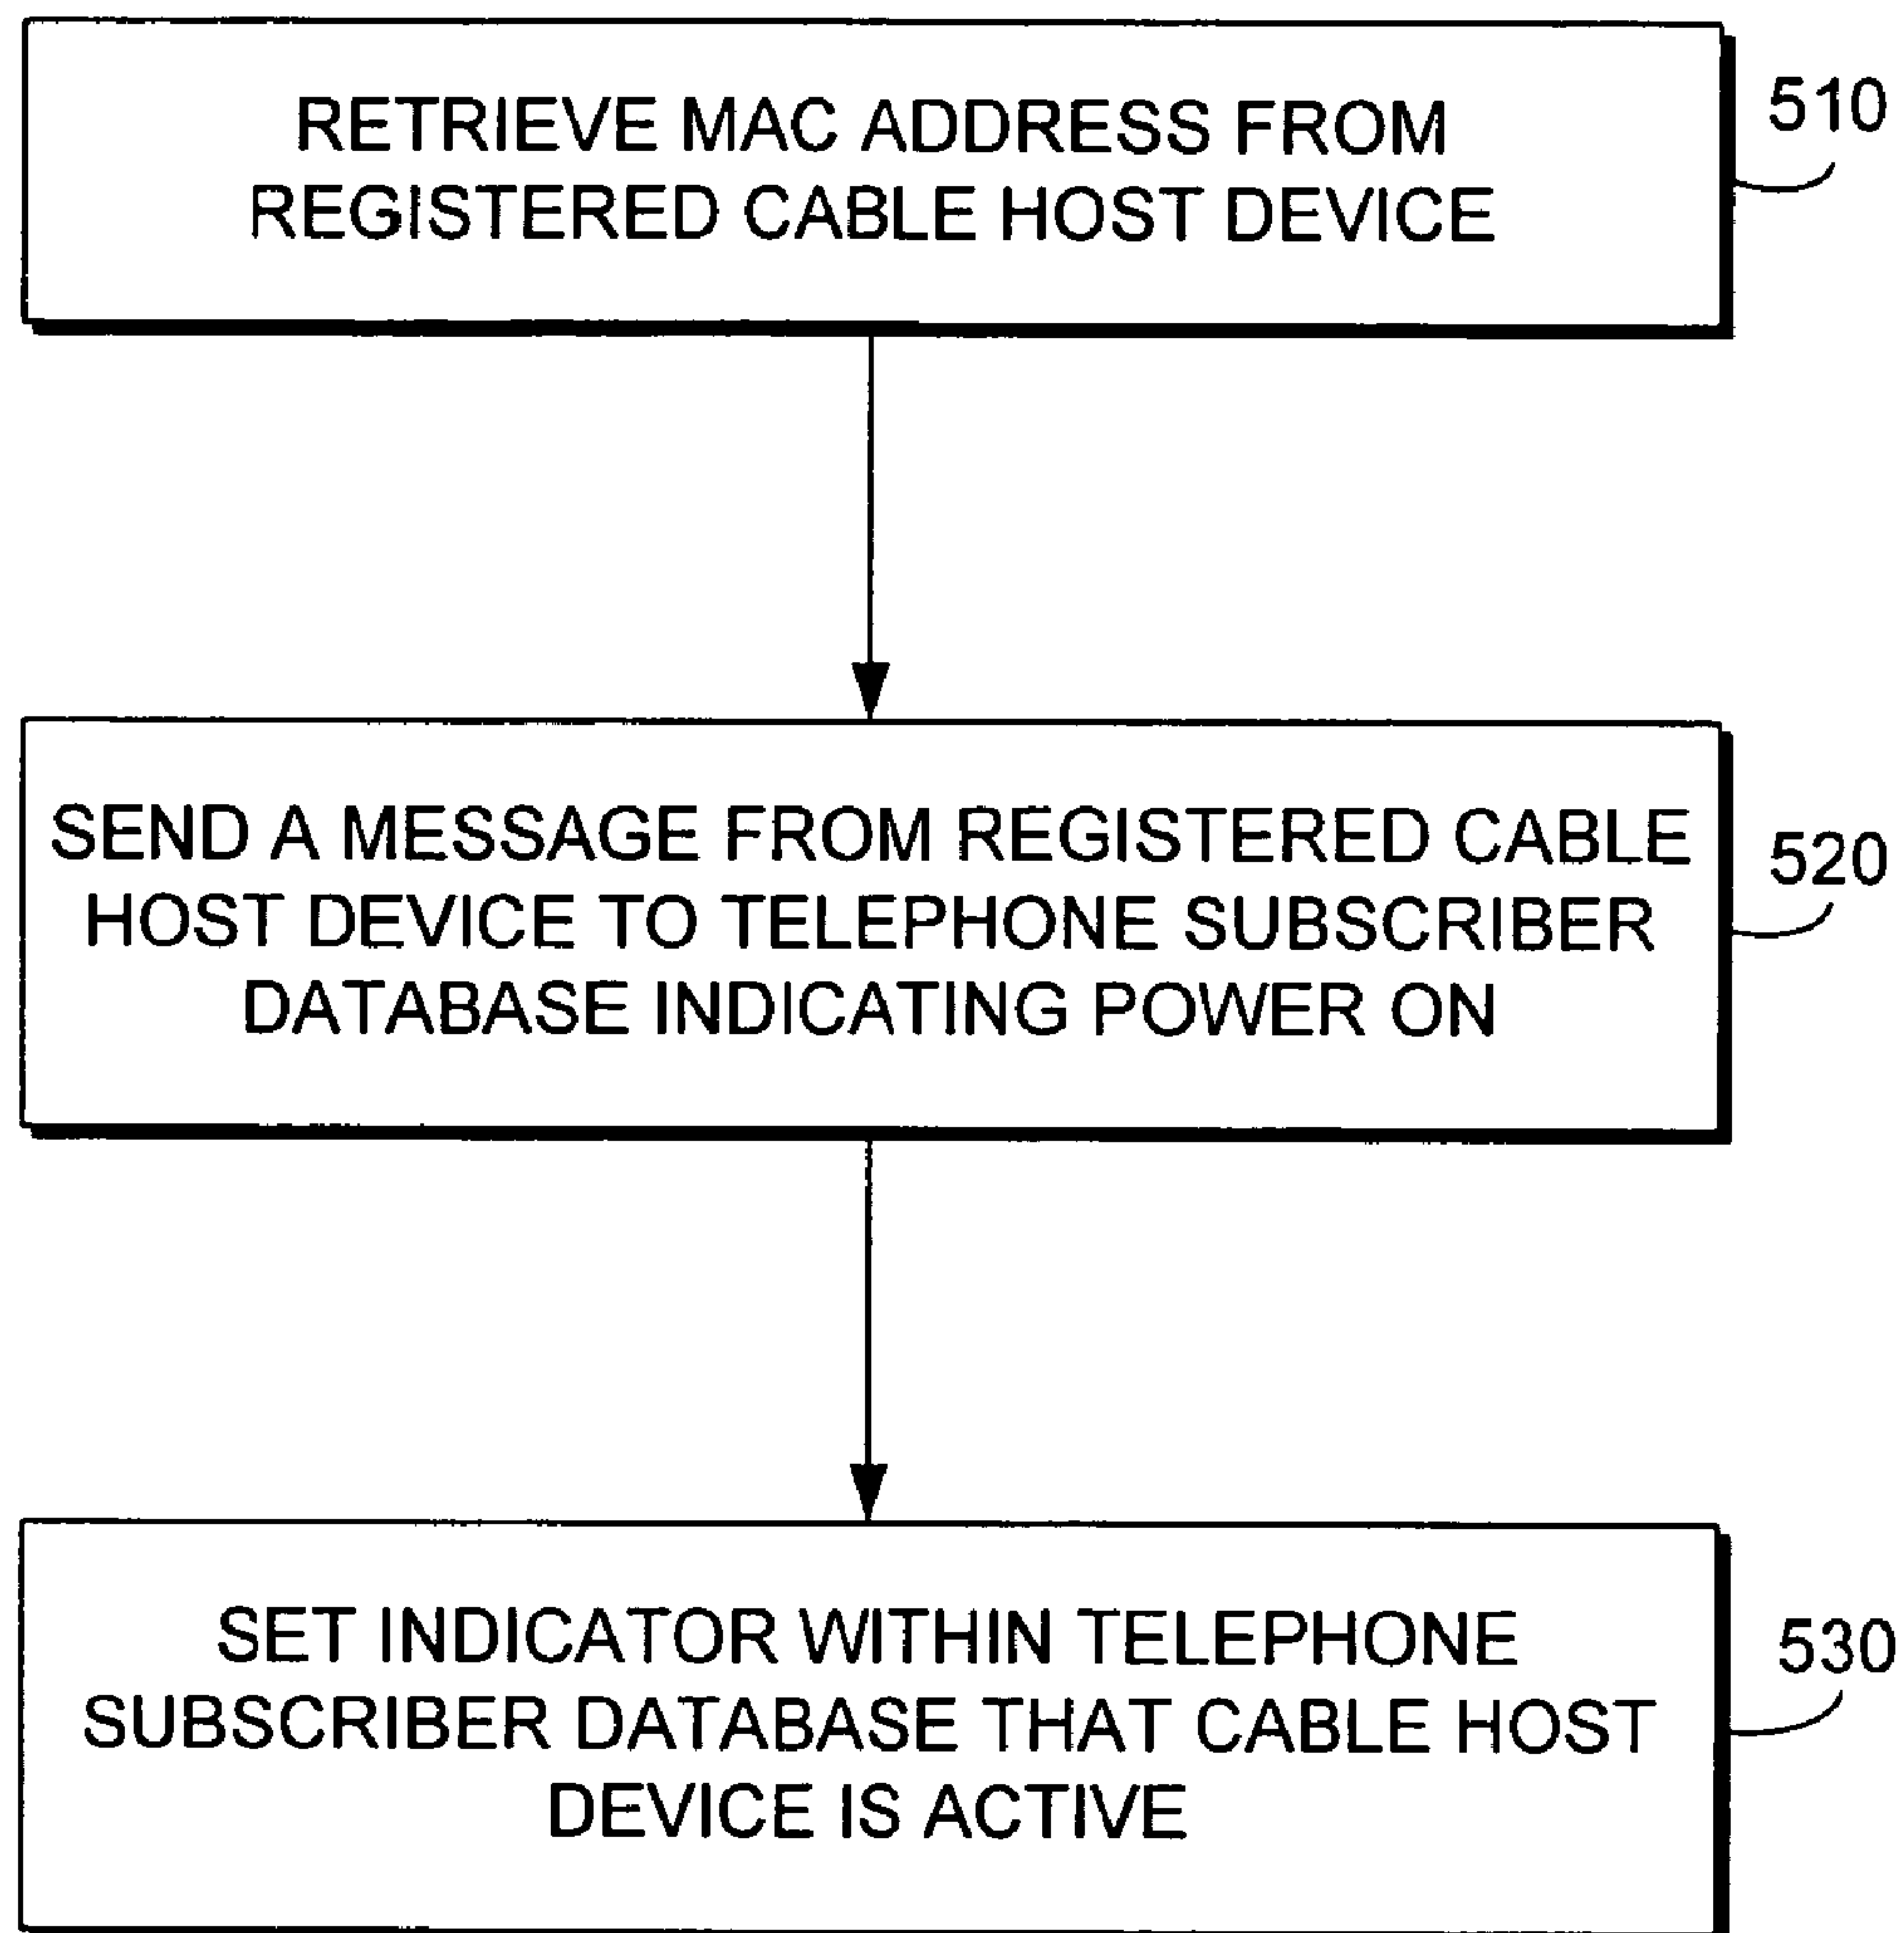 RETRIEVE MAC ADDRESS FROM
REGISTERED CABLE HOST DEVICE
510
SEND A MESSAGE FROM REGISTERED CABLE
HOST DEVICE TO TELEPHONE SUBSCRIBER
DATABASE INDICATING POWER ON
520
SET INDICATOR WITHIN TELEPHONE
SUBSCRIBER DATABASE THAT CABLE HOST
DEVICE IS ACTIVE
530